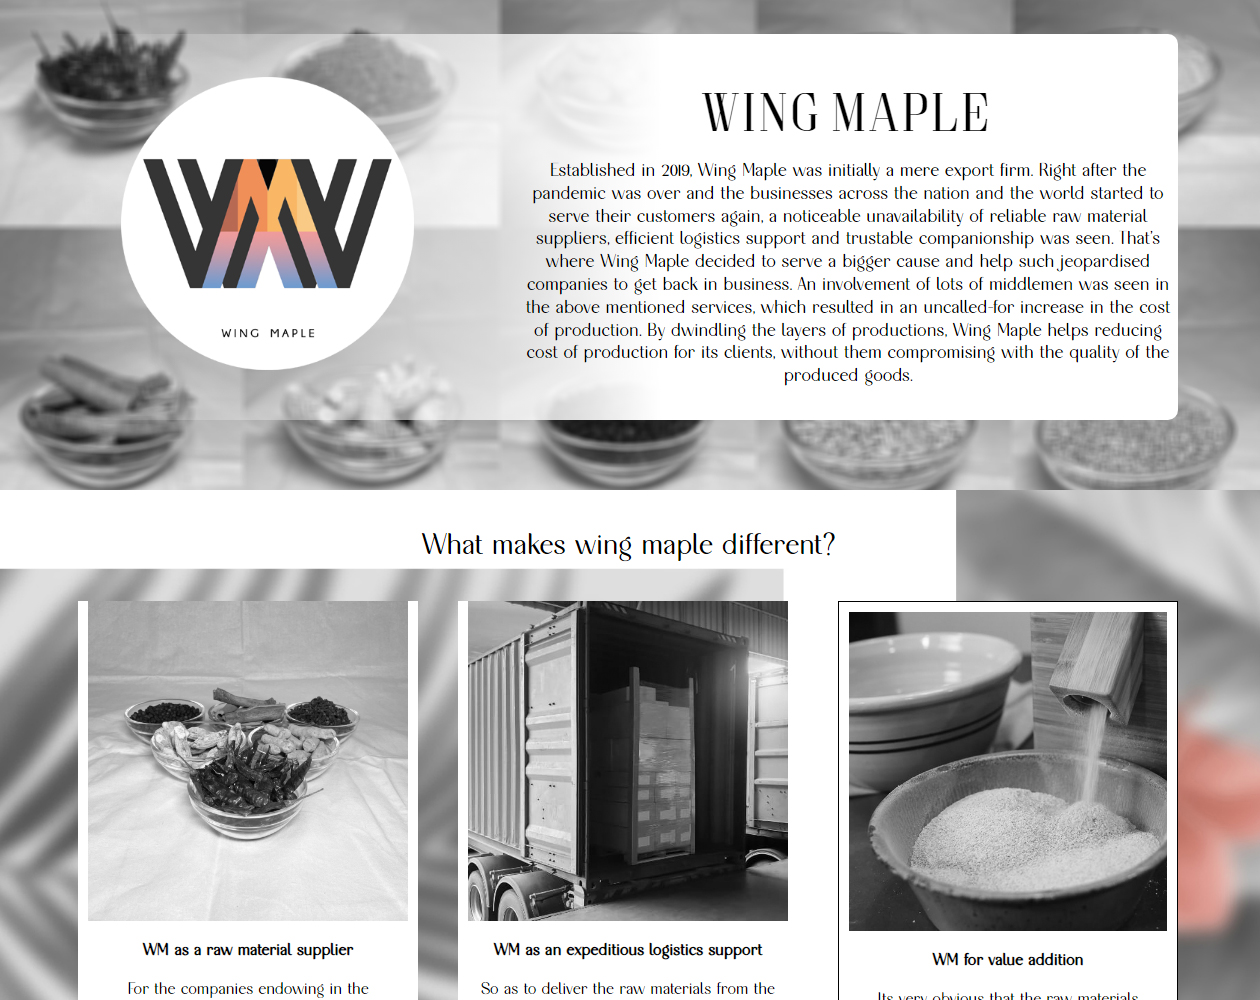 WING MAPLE
WING MAPLE
Established in 2019, Wing Maple was initially a mere export firm. Right after the
pandemic was over and the businesses across the nation and the world started to
serve their customers again, a noticeable unavailability of reliable raw material
suppliers, efficient logistics support and trustable companionship was seen. That's
where Wing Maple decided to serve a bigger cause and help such jeopardised
companies to get back in business. An involvement of lots of middlemen was seen in
the above mentioned services, which resulted in an uncalled-for increase in the cost
of production. By dwindling the layers of productions, Wing Maple helps reducing
cost of production for its clients, without them compromising with the quality of the
produced goods.
What makes wing maple different?
WM as a raw material supplier
For the companies endowing in the
WM as an expeditious logistics support
So as to deliver the raw materials from the
WM for value addition
Its very obvious that the raw materials